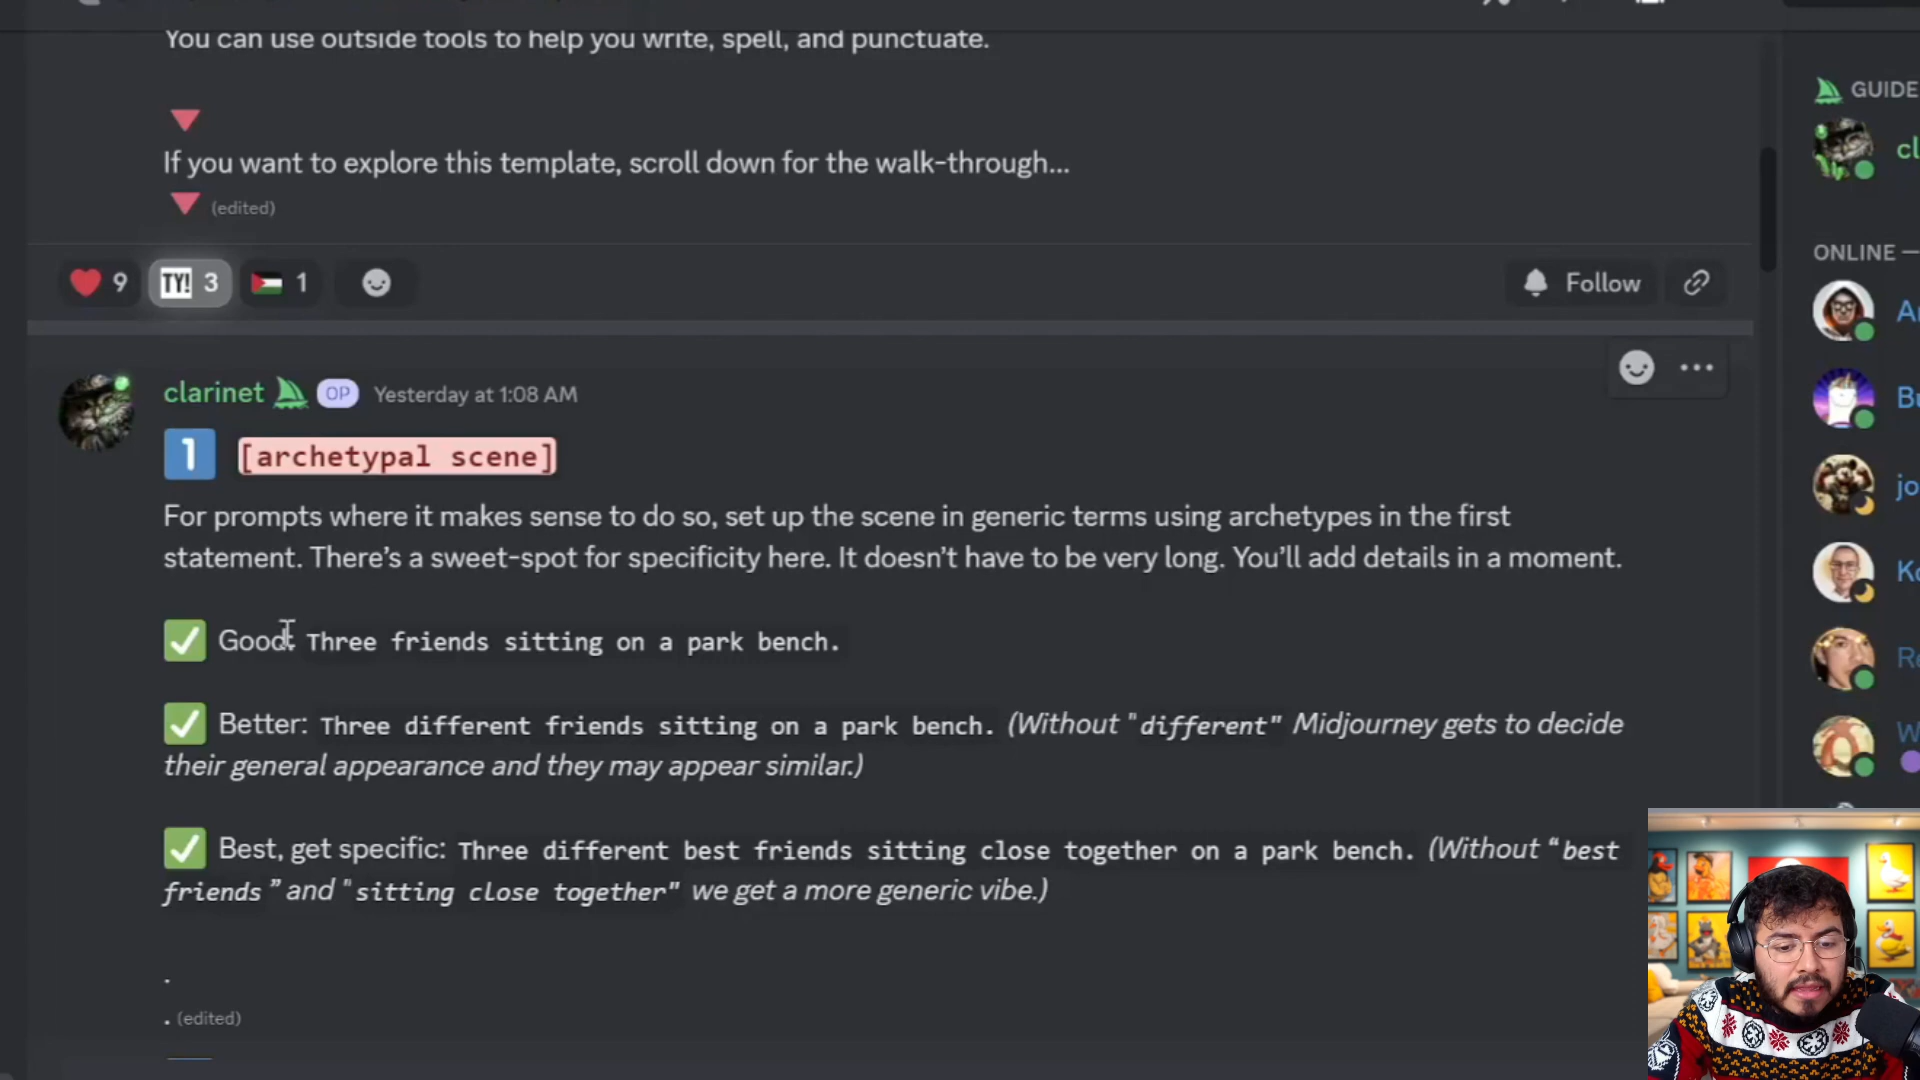 You can use outside tools to help you write, spell, and punctuate.
If you want to explore this template, scroll down for the walk-through...
(edited)
9 TY! 3 1 Follow
clarinet OP Yesterday at 1:08 AM
1 [archetypal scene]
For prompts where it makes sense to do so, set up the scene in generic terms using archetypes in the first
statement. There's a sweet-spot for specificity here. It doesn't have to be very long. You'll add details in a moment.
Good: Three friends sitting on a park bench.
Better: Three different friends sitting on a park bench. (Without "different" Midjourney gets to decide
their general appearance and they may appear similar.)
Best, get specific: Three different best friends sitting close together on a park bench. (Without “best
friends ” and "sitting close together" we get a more generic vibe.)
.
. (edited)
GUIDE
cl
ONLINE —
Bu
jo
Ko
Re
W